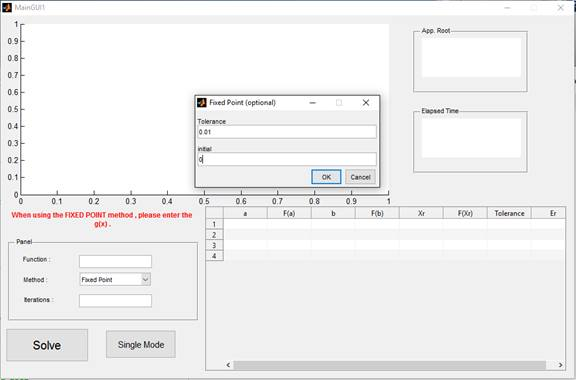 MainGUI1
1
0.9
0.8
0.7
0.6
0.5
0.4
0.3
0.2
0.1
0
0 0.1 0.2 0.3 0.4 0.5 0.6 0.7 0.8 0.9 1
App. Root
Elapsed Time
Fixed Point (optional)
Tolerance
0.01
initial
0
OK Cancel
When using the FIXED POINT method , please enter the
g(x) .
Panel
Function :
Method : Fixed Point
Iterations :
Solve
Single Mode
a F(a) b F(b) Xr F(Xr) Tolerance Er
1
2
3
4